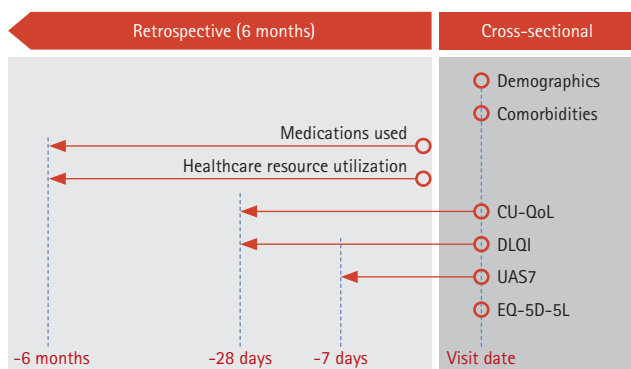 Retrospective (6 months)
Cross-sectional
Demographics
Comorbidities
Medications used
Healthcare resource utilization
CU-QoL
DLQI
UAS7
EQ-5D-5L
-6 months
-28 days
-7 days
Visit date